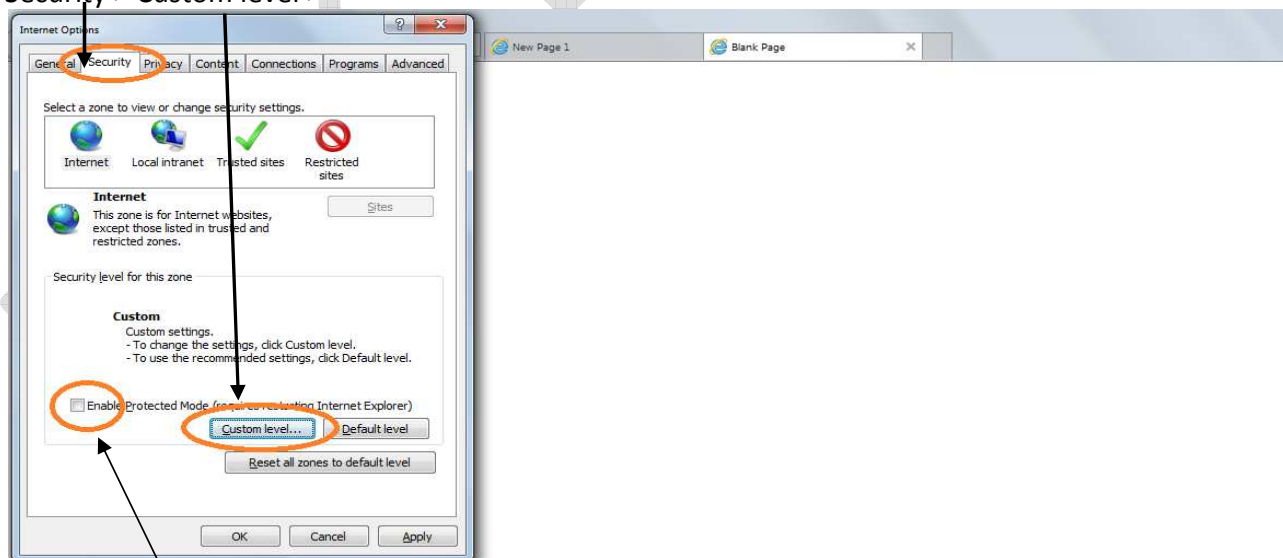 Security > Custom level >
Internet Options
New Page 1
Blank Page
General Security Privacy Content Connections Programs Advanced
Select a zone to view or change security settings.
Internet Local intranet Trusted sites Restricted sites
Internet
This zone is for Internet websites,
except those listed in trusted and
restricted zones.
Sites
Security level for this zone
Custom
Custom settings.
- To change the settings, click Custom level.
- To use the recommended settings, click Default level.
Enable Protected Mode (requires restarting Internet Explorer)
Custom level... Default level
Reset all zones to default level
OK Cancel Apply